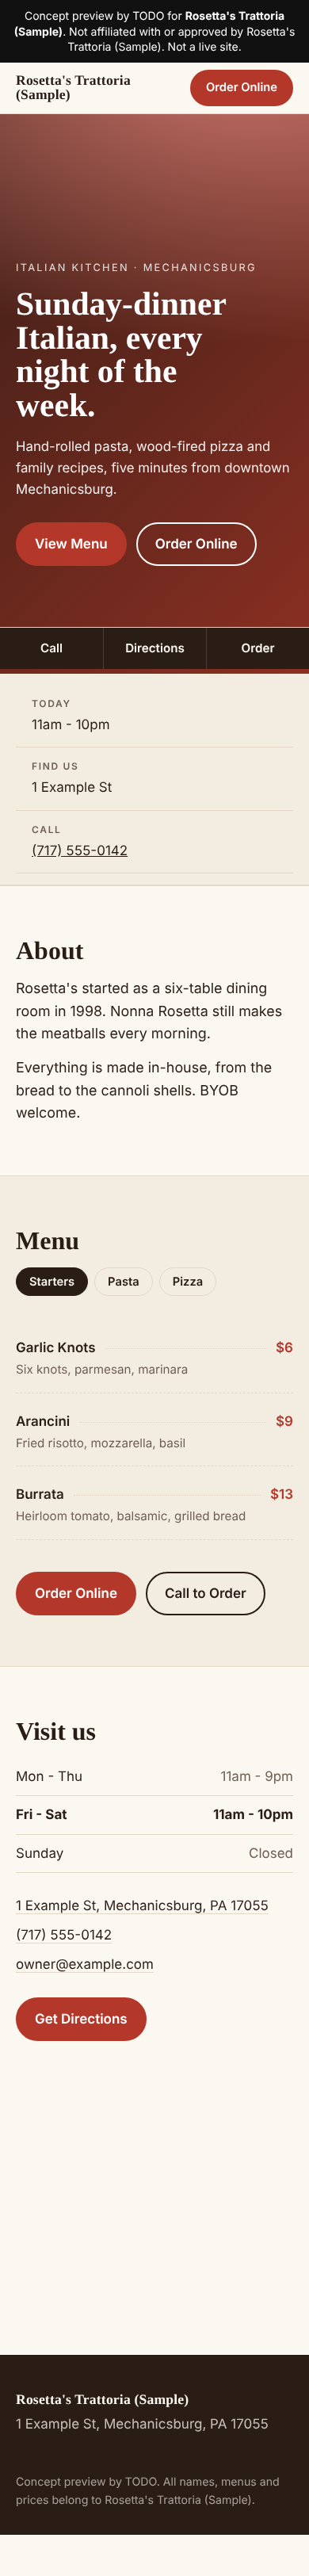 Concept preview by TODO for Rosetta's Trattoria
(Sample). Not affiliated with or approved by Rosetta's
Trattoria (Sample). Not a live site.
Rosetta's Trattoria
(Sample)
Order Online
ITALIAN KITCHEN · MECHANICSBURG
Sunday-dinner
Italian, every
night of the
week.
Hand-rolled pasta, wood-fired pizza and
family recipes, five minutes from downtown
Mechanicsburg.
View Menu
Order Online
Call
Directions
Order
TODAY
11am - 10pm
FIND US
1 Example St
CALL
(717) 555-0142
About
Rosetta's started as a six-table dining
room in 1998. Nonna Rosetta still makes
the meatballs every morning.
Everything is made in-house, from the
bread to the cannoli shells. BYOB
welcome.
Menu
Starters
Pasta
Pizza
Garlic Knots $6
Six knots, parmesan, marinara
Arancini $9
Fried risotto, mozzarella, basil
Burrata $13
Heirloom tomato, balsamic, grilled bread
Order Online
Call to Order
Visit us
Mon - Thu 11am - 9pm
Fri - Sat 11am - 10pm
Sunday Closed
1 Example St, Mechanicsburg, PA 17055
(717) 555-0142
owner@example.com
Get Directions
Rosetta's Trattoria (Sample)
1 Example St, Mechanicsburg, PA 17055
Concept preview by TODO. All names, menus and
prices belong to Rosetta's Trattoria (Sample).